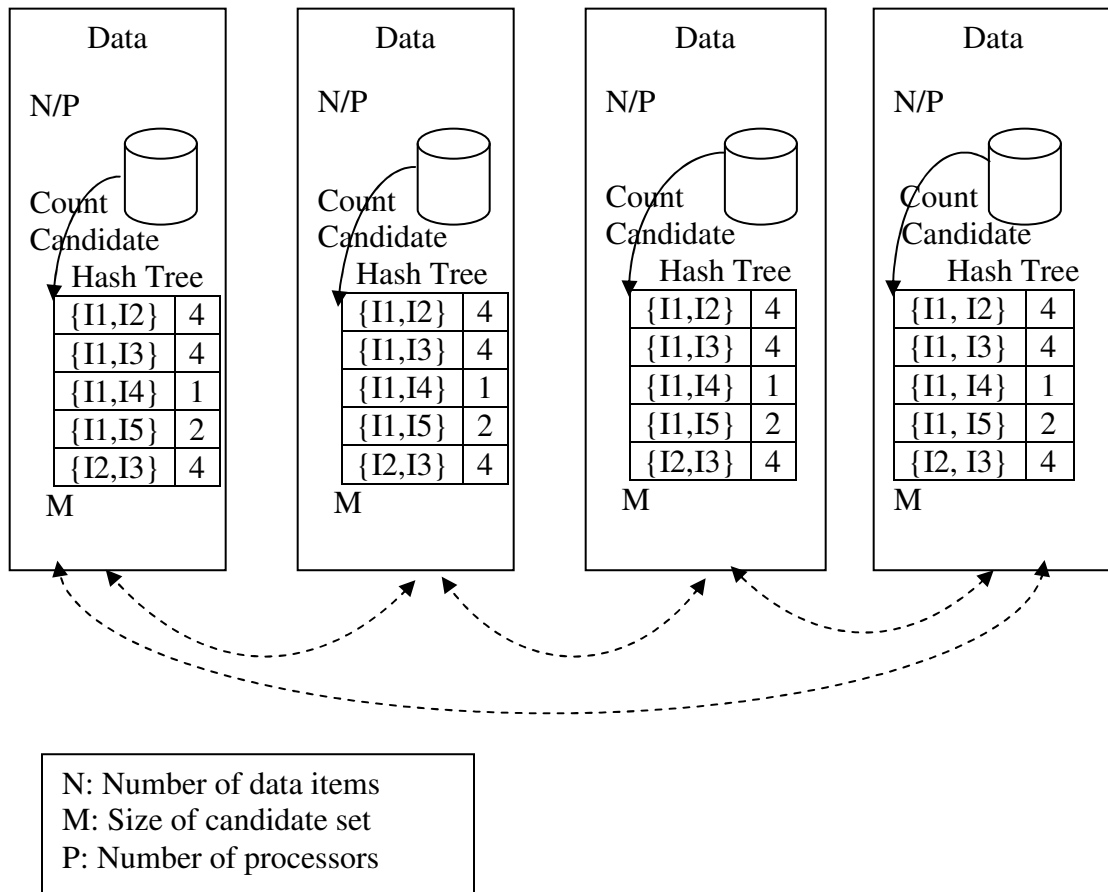 Data
N/P
Count
Candidate
Hash Tree
{I1,I2} 4
{I1,I3} 4
{I1,I4} 1
{I1,I5} 2
{I2,I3} 4
M
Data
N/P
Count
Candidate
Hash Tree
{I1,I2} 4
{I1,I3} 4
{I1,I4} 1
{I1,I5} 2
{I2,I3} 4
M
Data
N/P
Count
Candidate
Hash Tree
{I1,I2} 4
{I1,I3} 4
{I1,I4} 1
{I1,I5} 2
{I2,I3} 4
M
Data
N/P
Count
Candidate
Hash Tree
{I1, I2} 4
{I1, I3} 4
{I1, I4} 1
{I1, I5} 2
{I2, I3} 4
M
N: Number of data items
M: Size of candidate set
P: Number of processors